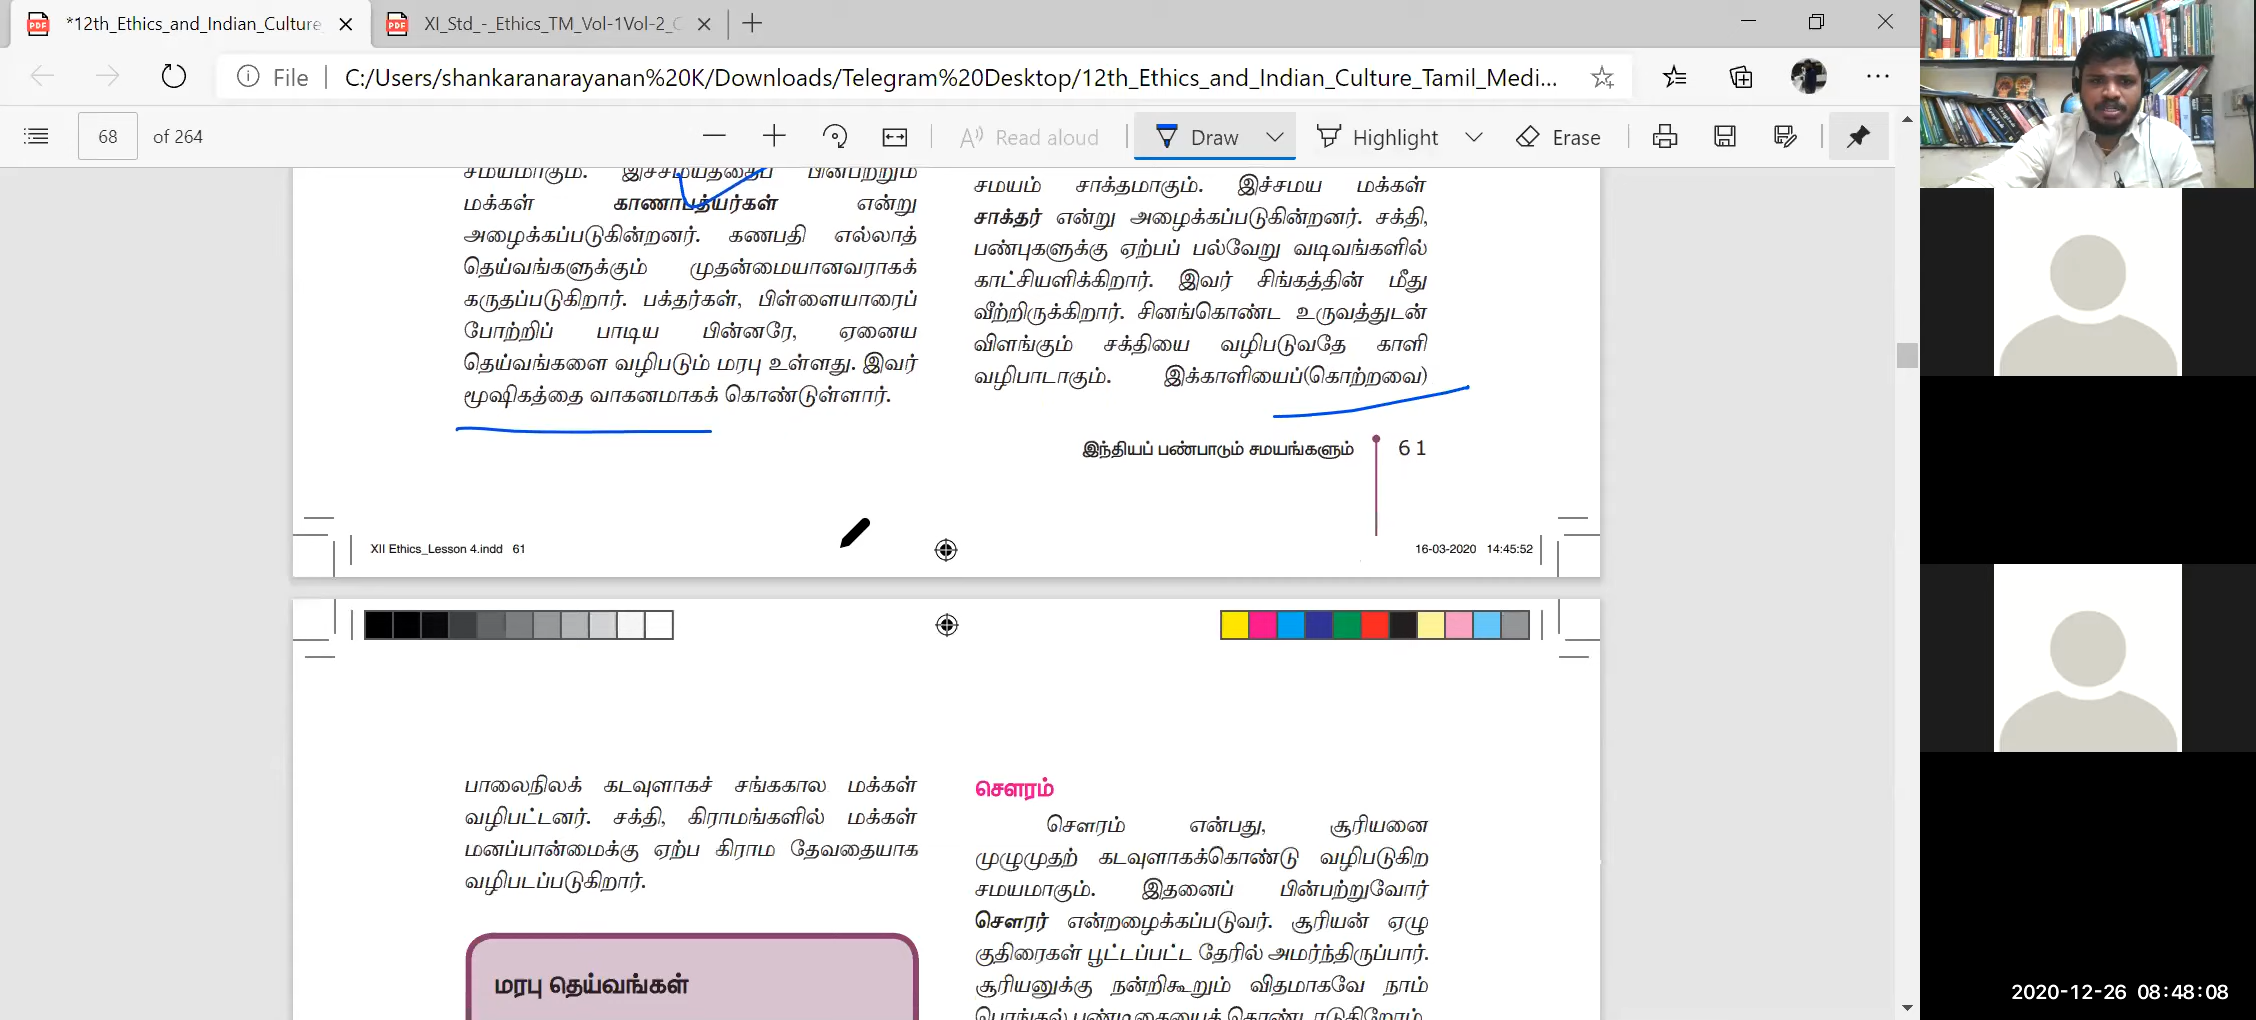 *12th_Ethics_and_Indian_Culture
XI_Std_-_Ethics_TM_Vol-1Vol-2_C
File
C:/Users/shankaranarayanan%20K/Downloads/Telegram%20Desktop/12th_Ethics_and_Indian_Culture_Tamil_Medi...
68 of 264
Read aloud
Draw
Highlight
Erase
சமயமாகும். இச்சமயத்தைப் பின்பற்றும்
மக்கள் காணாபத்யர்கள் என்று
அழைக்கப்படுகின்றனர். கணபதி எல்லாத்
தெய்வங்களுக்கும் முதன்மையானவராகக்
கருதப்படுகிறார். பக்தர்கள், பிள்ளையாரைப்
போற்றிப் பாடிய பின்னரே, ஏனைய
தெய்வங்களை வழிபடும் மரபு உள்ளது. இவர்
மூஷிகத்தை வாகனமாகக் கொண்டுள்ளார்.
சமயம் சாக்தமாகும். இச்சமய மக்கள்
சாக்தர் என்று அழைக்கப்படுகின்றனர். சக்தி,
பண்புகளுக்கு ஏற்பப் பல்வேறு வடிவங்களில்
காட்சியளிக்கிறார். இவர் சிங்கத்தின் மீது
வீற்றிருக்கிறார். சினங்கொண்ட உருவத்துடன்
விளங்கும் சக்தியை வழிபடுவதே காளி
வழிபாடாகும். இக்காளியைப்(கொற்றவை)
இந்தியப் பண்பாடும் சமயங்களும் 61
XII Ethics_Lesson 4.indd 61
16-03-2020 14:45:52
பாலைநிலக் கடவுளாகச் சங்ககால மக்கள்
வழிபட்டனர். சக்தி, கிராமங்களில் மக்கள்
மனப்பான்மைக்கு ஏற்ப கிராம தேவதையாக
வழிபடப்படுகிறார்.
மரபு தெய்வங்கள்
சௌரம்
சௌரம் என்பது, சூரியனை
முழுமுதற் கடவுளாகக்கொண்டு வழிபடுகிற
சமயமாகும். இதனைப் பின்பற்றுவோர்
சௌரர் என்றழைக்கப்படுவர். சூரியன் ஏழு
குதிரைகள் பூட்டப்பட்ட தேரில் அமர்ந்திருப்பார்.
சூரியனுக்கு நன்றிகூறும் விதமாகவே நாம்
பொங்கல் பண்டிகையைக் கொண்டாடுகிறோம்.
2020-12-26 08:48:08